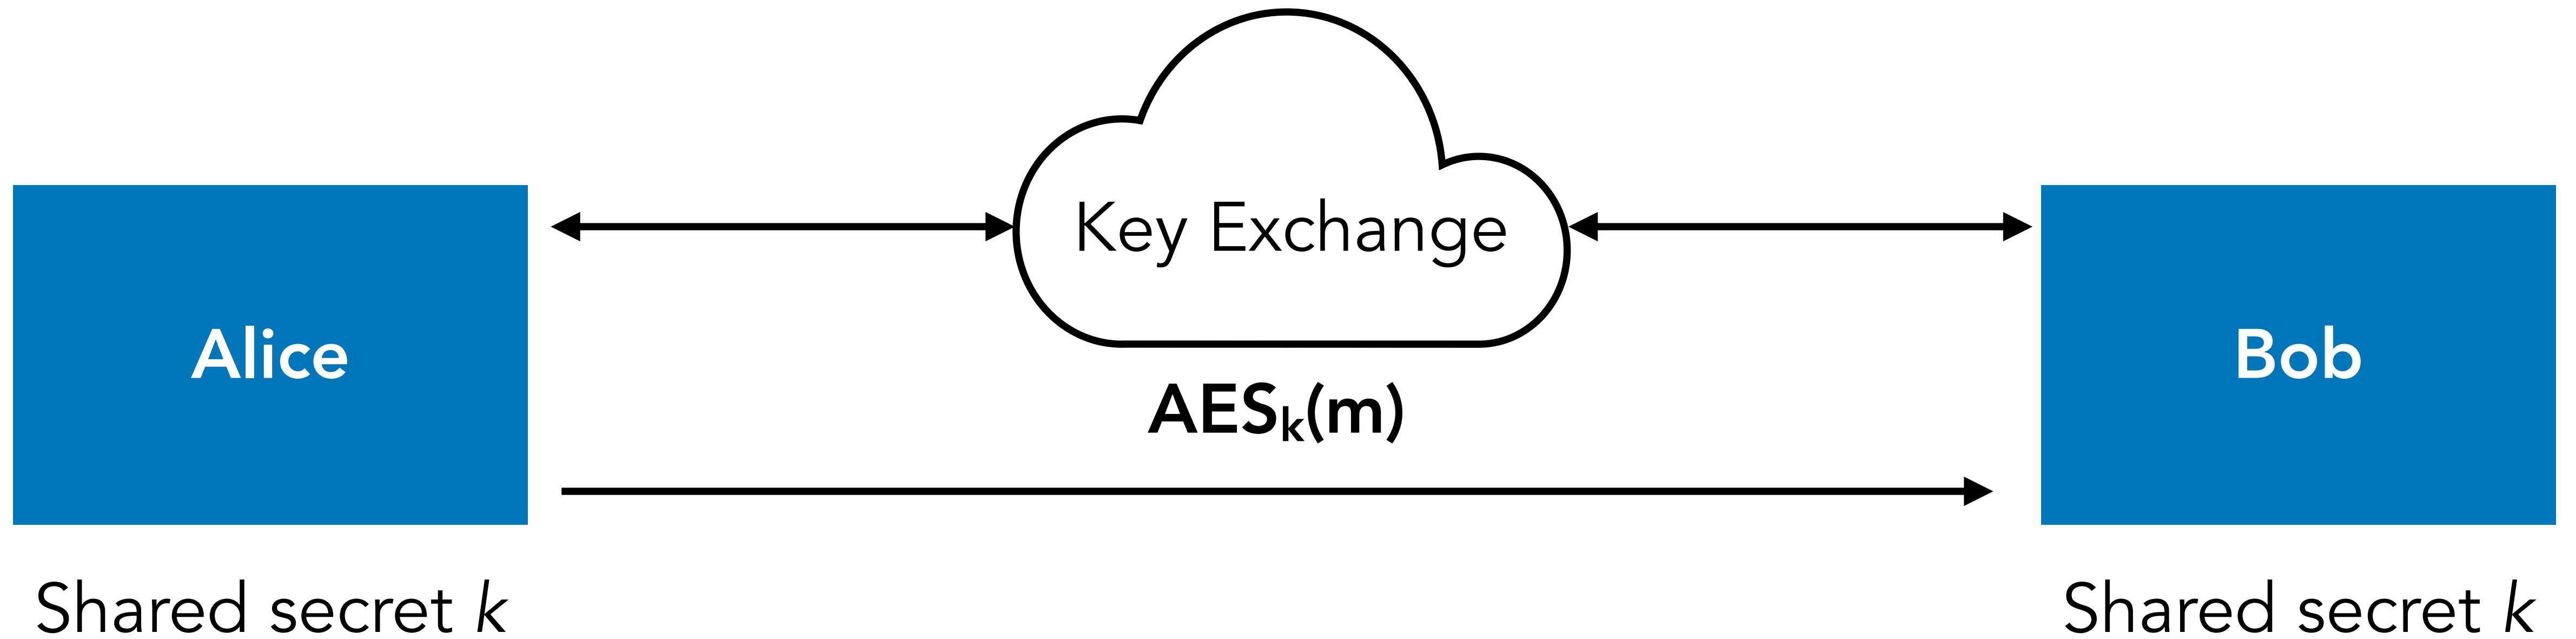 Key Exchange
Alice
Bob
AESk(m)
Shared secret k
Shared secret k